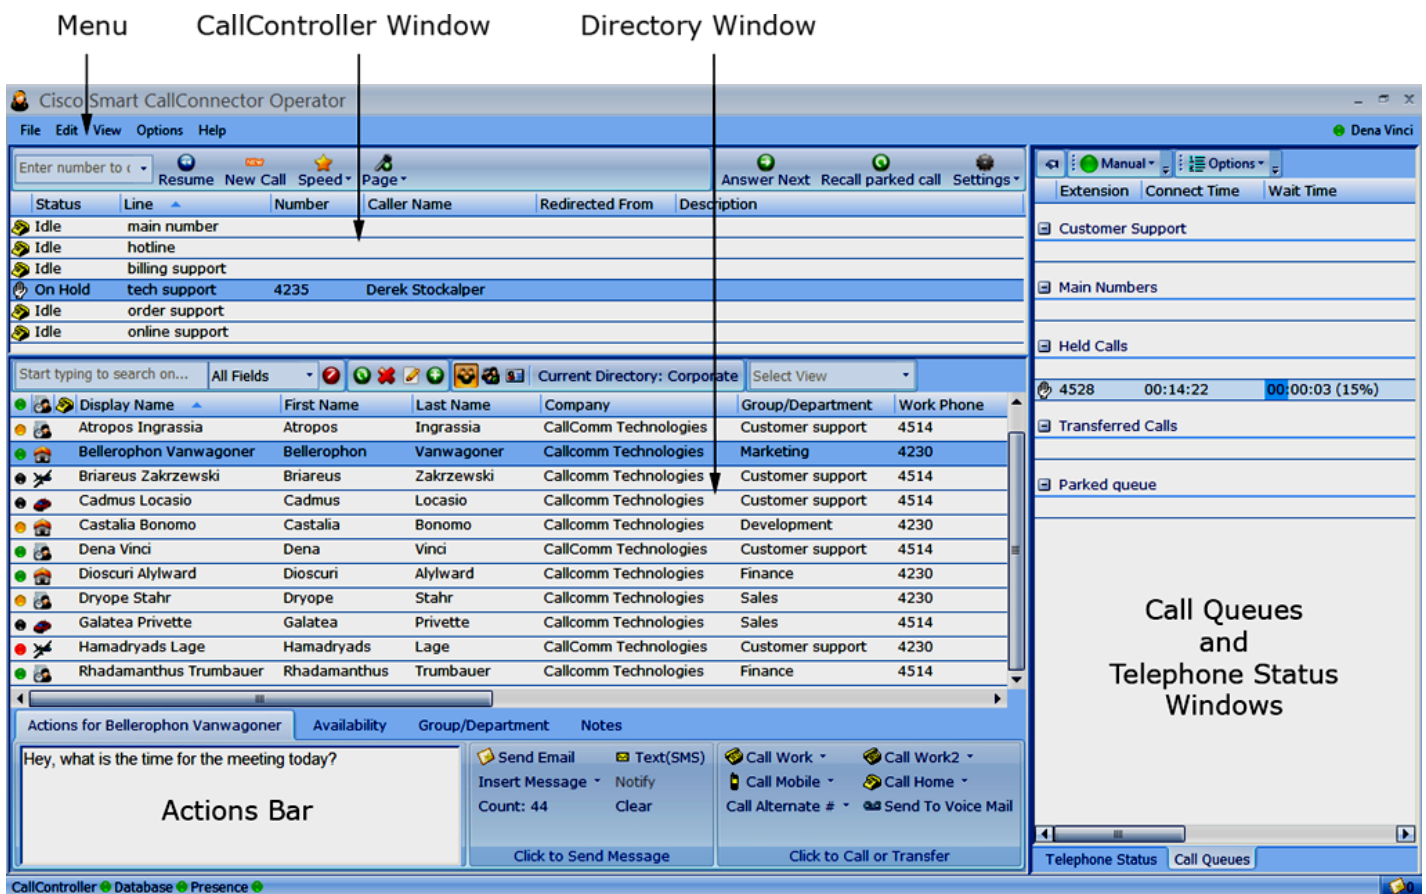 Menu CallController Window Directory Window
Cisco Smart CallConnector Operator
File Edit View Options Help Dena Vinci
Enter number to Resume New Call Speed Page Answer Next Recall parked call Settings
Status Line Number Caller Name Redirected From Description
Idle main number
Idle hotline
Idle billing support
On Hold tech support 4235 Derek Stockalper
Idle order support
Idle online support
Start typing to search on... All Fields Current Directory: Corporate Select View
Display Name First Name Last Name Company Group/Department Work Phone
Atropos Ingrassia Atropos Ingrassia CallComm Technologies Customer support 4514
Bellerophon Vanwagoner Bellerophon Vanwagoner Callcomm Technologies Marketing 4230
Briareus Zakrzewski Briareus Zakrzewski Callcomm Technologies Customer support 4514
Cadmus Locasio Cadmus Locasio Callcomm Technologies Customer support 4514
Castalia Bonomo Castalia Bonomo Callcomm Technologies Development 4230
Dena Vinci Dena Vinci CallComm Technologies Customer support 4514
Dioscuri Alylward Dioscuri Alylward Callcomm Technologies Finance 4230
Dryope Stahr Dryope Stahr Callcomm Technologies Sales 4230
Galatea Privette Galatea Privette Callcomm Technologies Sales 4514
Hamadryads Lage Hamadryads Lage CallComm Technologies Customer support 4230
Rhadamanthus Trumbauer Rhadamanthus Trumbauer Callcomm Technologies Finance 4514
Actions for Bellerophon Vanwagoner Availability Group/Department Notes
Hey, what is the time for the meeting today?
Actions Bar
Send Email Text(SMS)
Insert Message Notify
Count: 44 Clear
Click to Send Message
Call Work Call Work2
Call Mobile Call Home
Call Alternate # Send To Voice Mail
Click to Call or Transfer
Manual Options
Extension Connect Time Wait Time
Customer Support
Main Numbers
Held Calls
4528 00:14:22 00:00:03 (15%)
Transferred Calls
Parked queue
Call Queues
and
Telephone Status
Windows
Telephone Status Call Queues
CallController Database Presence 0